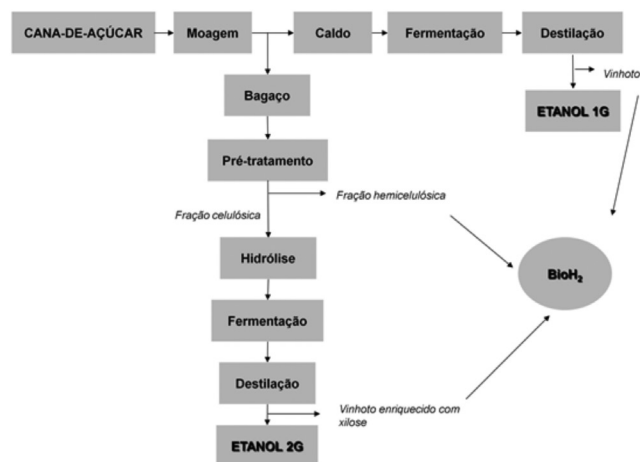 CANA-DE-AÇÚCAR
Moagem
Caldo
Fermentação
Destilação
Vinhoto
ETANOL 1G
Bagaço
Pré-tratamento
Fração hemicelulósica
Fração celulósica
Hidrólise
BioH₂
Fermentação
Destilação
Vinhoto enriquecido com
xilose
ETANOL 2G